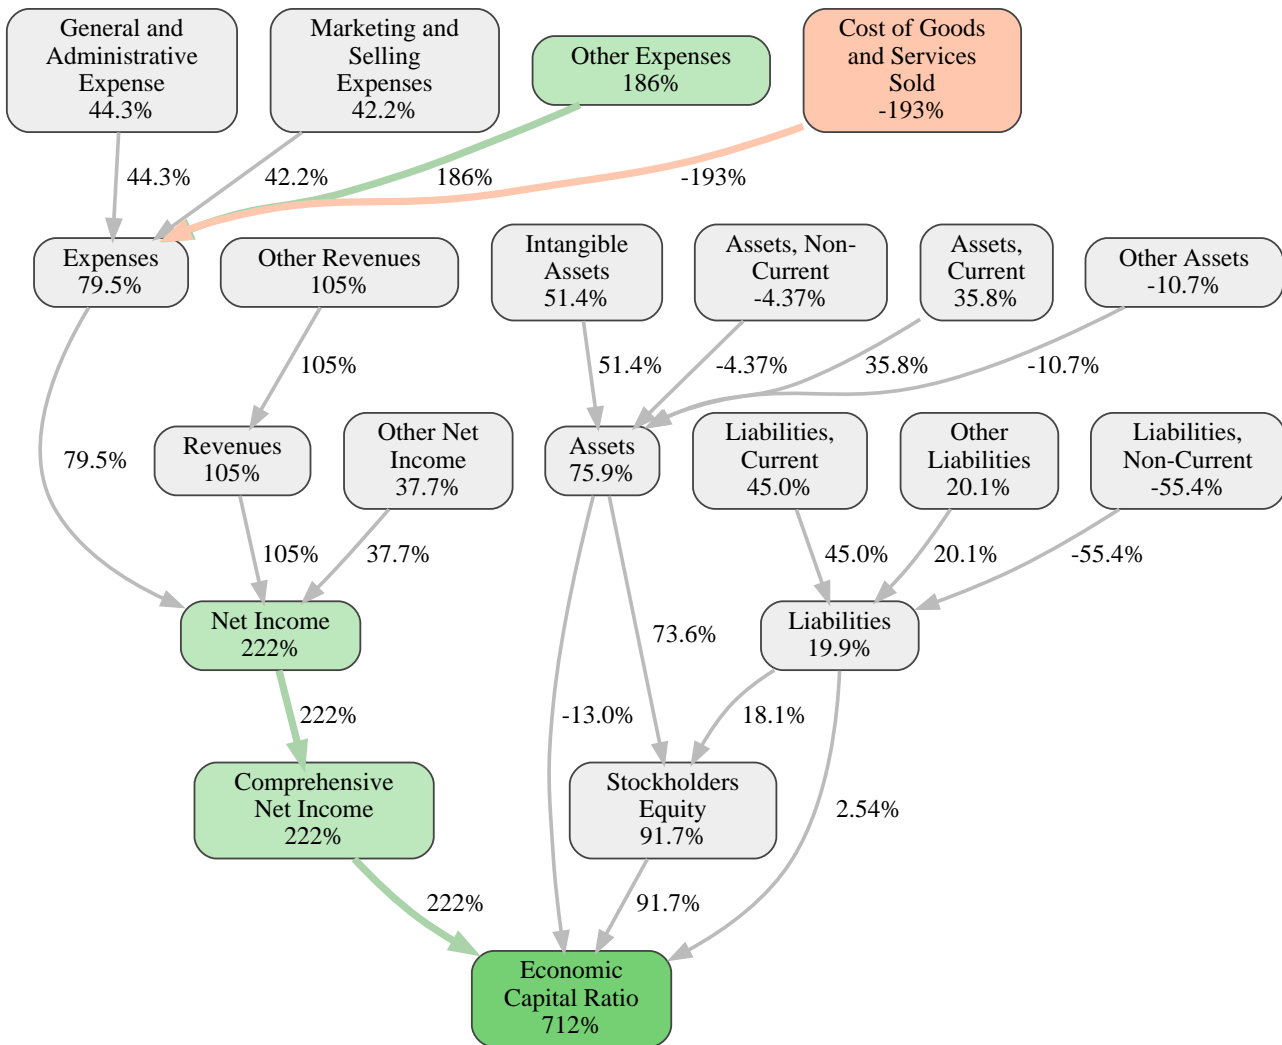 General and
Administrative
Expense
44.3%
Marketing and
Selling
Expenses
42.2%
Other Expenses
186%
Cost of Goods
and Services
Sold
-193%
44.3%
42.2%
186%
-193%
Expenses
79.5%
Other Revenues
105%
Intangible
Assets
51.4%
Assets, Non-
Current
-4.37%
Assets,
Current
35.8%
Other Assets
-10.7%
105%
51.4%
-4.37%
35.8%
-10.7%
79.5%
Revenues
105%
Other Net
Income
37.7%
Assets
75.9%
Liabilities,
Current
45.0%
Other
Liabilities
20.1%
Liabilities,
Non-Current
-55.4%
105%
37.7%
45.0%
20.1%
-55.4%
Net Income
222%
73.6%
Liabilities
19.9%
222%
-13.0%
18.1%
Comprehensive
Net Income
222%
Stockholders
Equity
91.7%
2.54%
222%
91.7%
Economic
Capital Ratio
712%